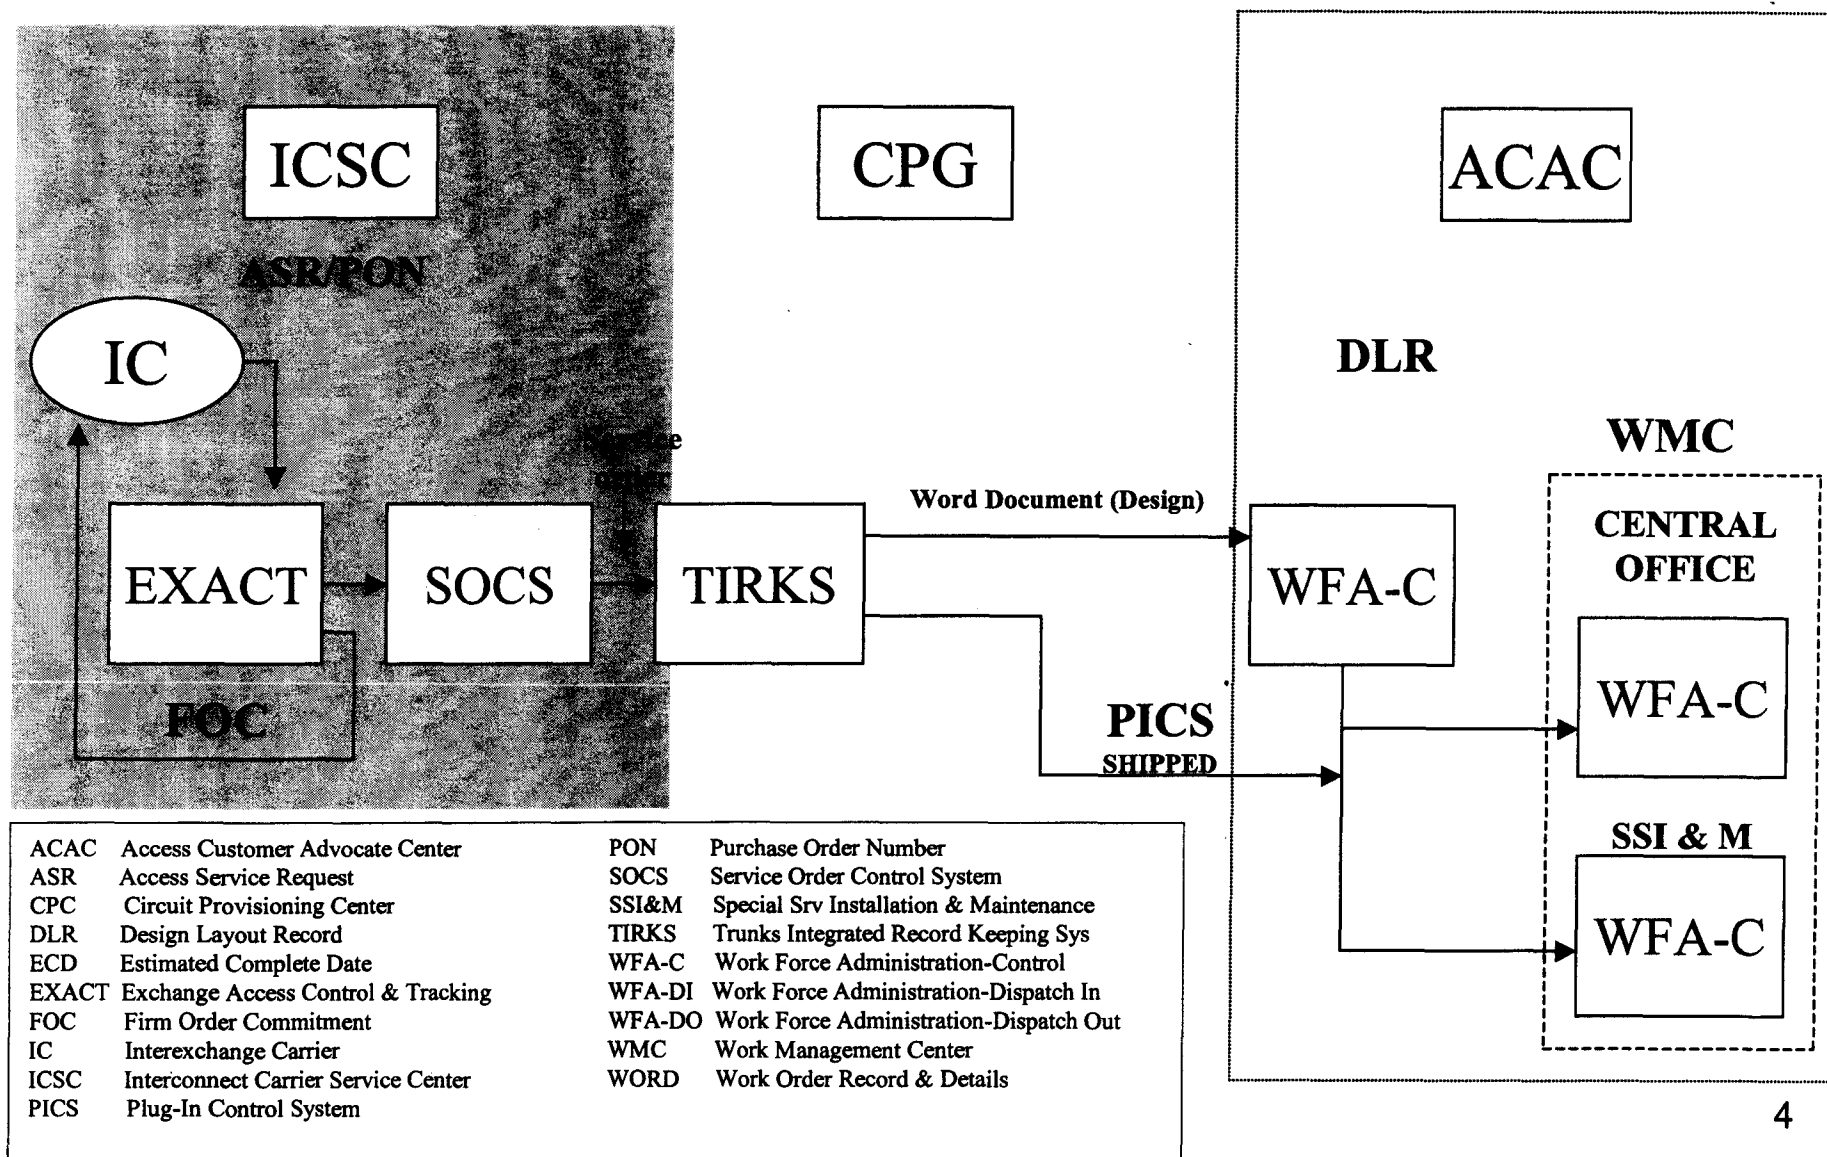 ICSC
CPG
ACAC
ASR/PON
IC
DLR
WMC
Word Document (Design)
CENTRAL
OFFICE
EXACT
SOCS
TIRKS
WFA-C
WFA-C
FOC
PICS
SHIPPED
SSI & M
WFA-C
ACAC Access Customer Advocate Center
ASR Access Service Request
CPC Circuit Provisioning Center
DLR Design Layout Record
ECD Estimated Complete Date
EXACT Exchange Access Control & Tracking
FOC Firm Order Commitment
IC Interexchange Carrier
ICSC Interconnect Carrier Service Center
PICS Plug-In Control System
PON Purchase Order Number
SOCS Service Order Control System
SSI&M Special Srv Installation & Maintenance
TIRKS Trunks Integrated Record Keeping Sys
WFA-C Work Force Administration-Control
WFA-DI Work Force Administration-Dispatch In
WFA-DO Work Force Administration-Dispatch Out
WMC Work Management Center
WORD Work Order Record & Details
4